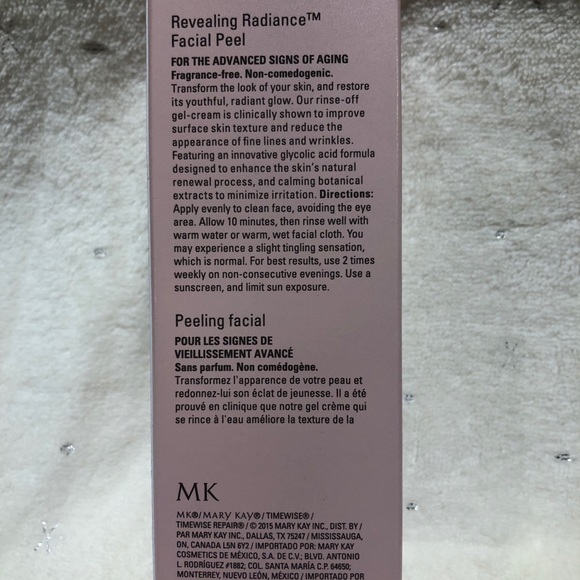 Revealing Radiance™
Facial Peel
FOR THE ADVANCED SIGNS OF AGING
Fragrance-free. Non-comedogenic.
Transform the look of your skin, and restore
its youthful, radiant glow. Our rinse-off
gel-cream is clinically shown to improve
surface skin texture and reduce the
appearance of fine lines and wrinkles.
Featuring an innovative glycolic acid formula
designed to enhance the skin's natural
renewal process, and calming botanical
extracts to minimize irritation. Directions:
Apply evenly to clean face, avoiding the eye
area. Allow 10 minutes, then rinse well with
warm water or warm, wet facial cloth. You
may experience a slight tingling sensation,
which is normal. For best results, use 2 times
weekly on non-consecutive evenings. Use a
sunscreen, and limit sun exposure.
Peeling facial
POUR LES SIGNES DE
VIEILLISSEMENT AVANCÉ
Sans parfum. Non comédogène.
Transformez l'apparence de votre peau et
redonnez-lui son éclat de jeunesse. Il a été
prouvé en clinique que notre gel crème qui
se rince à l'eau améliore la texture de la
MK
MK®/MARY KAY®/TIMEWISE®/
TIMEWISE REPAIR®/© 2015 MARY KAY INC., DIST. BY /
PAR MARY KAY INC., DALLAS, TX 75247 / MISSISSAUGA,
ON, CANADA L5N 6Y2 / IMPORTADO POR: MARY KAY
COSMETICS DE MÉXICO, S.A. DE C.V.; BLVD. ANTONIO
L. RODRÍGUEZ #1882; COL. SANTA MARÍA C.P. 64650;
MONTERREY, NUEVO LEÓN, MÉXICO / IMPORTADO POR